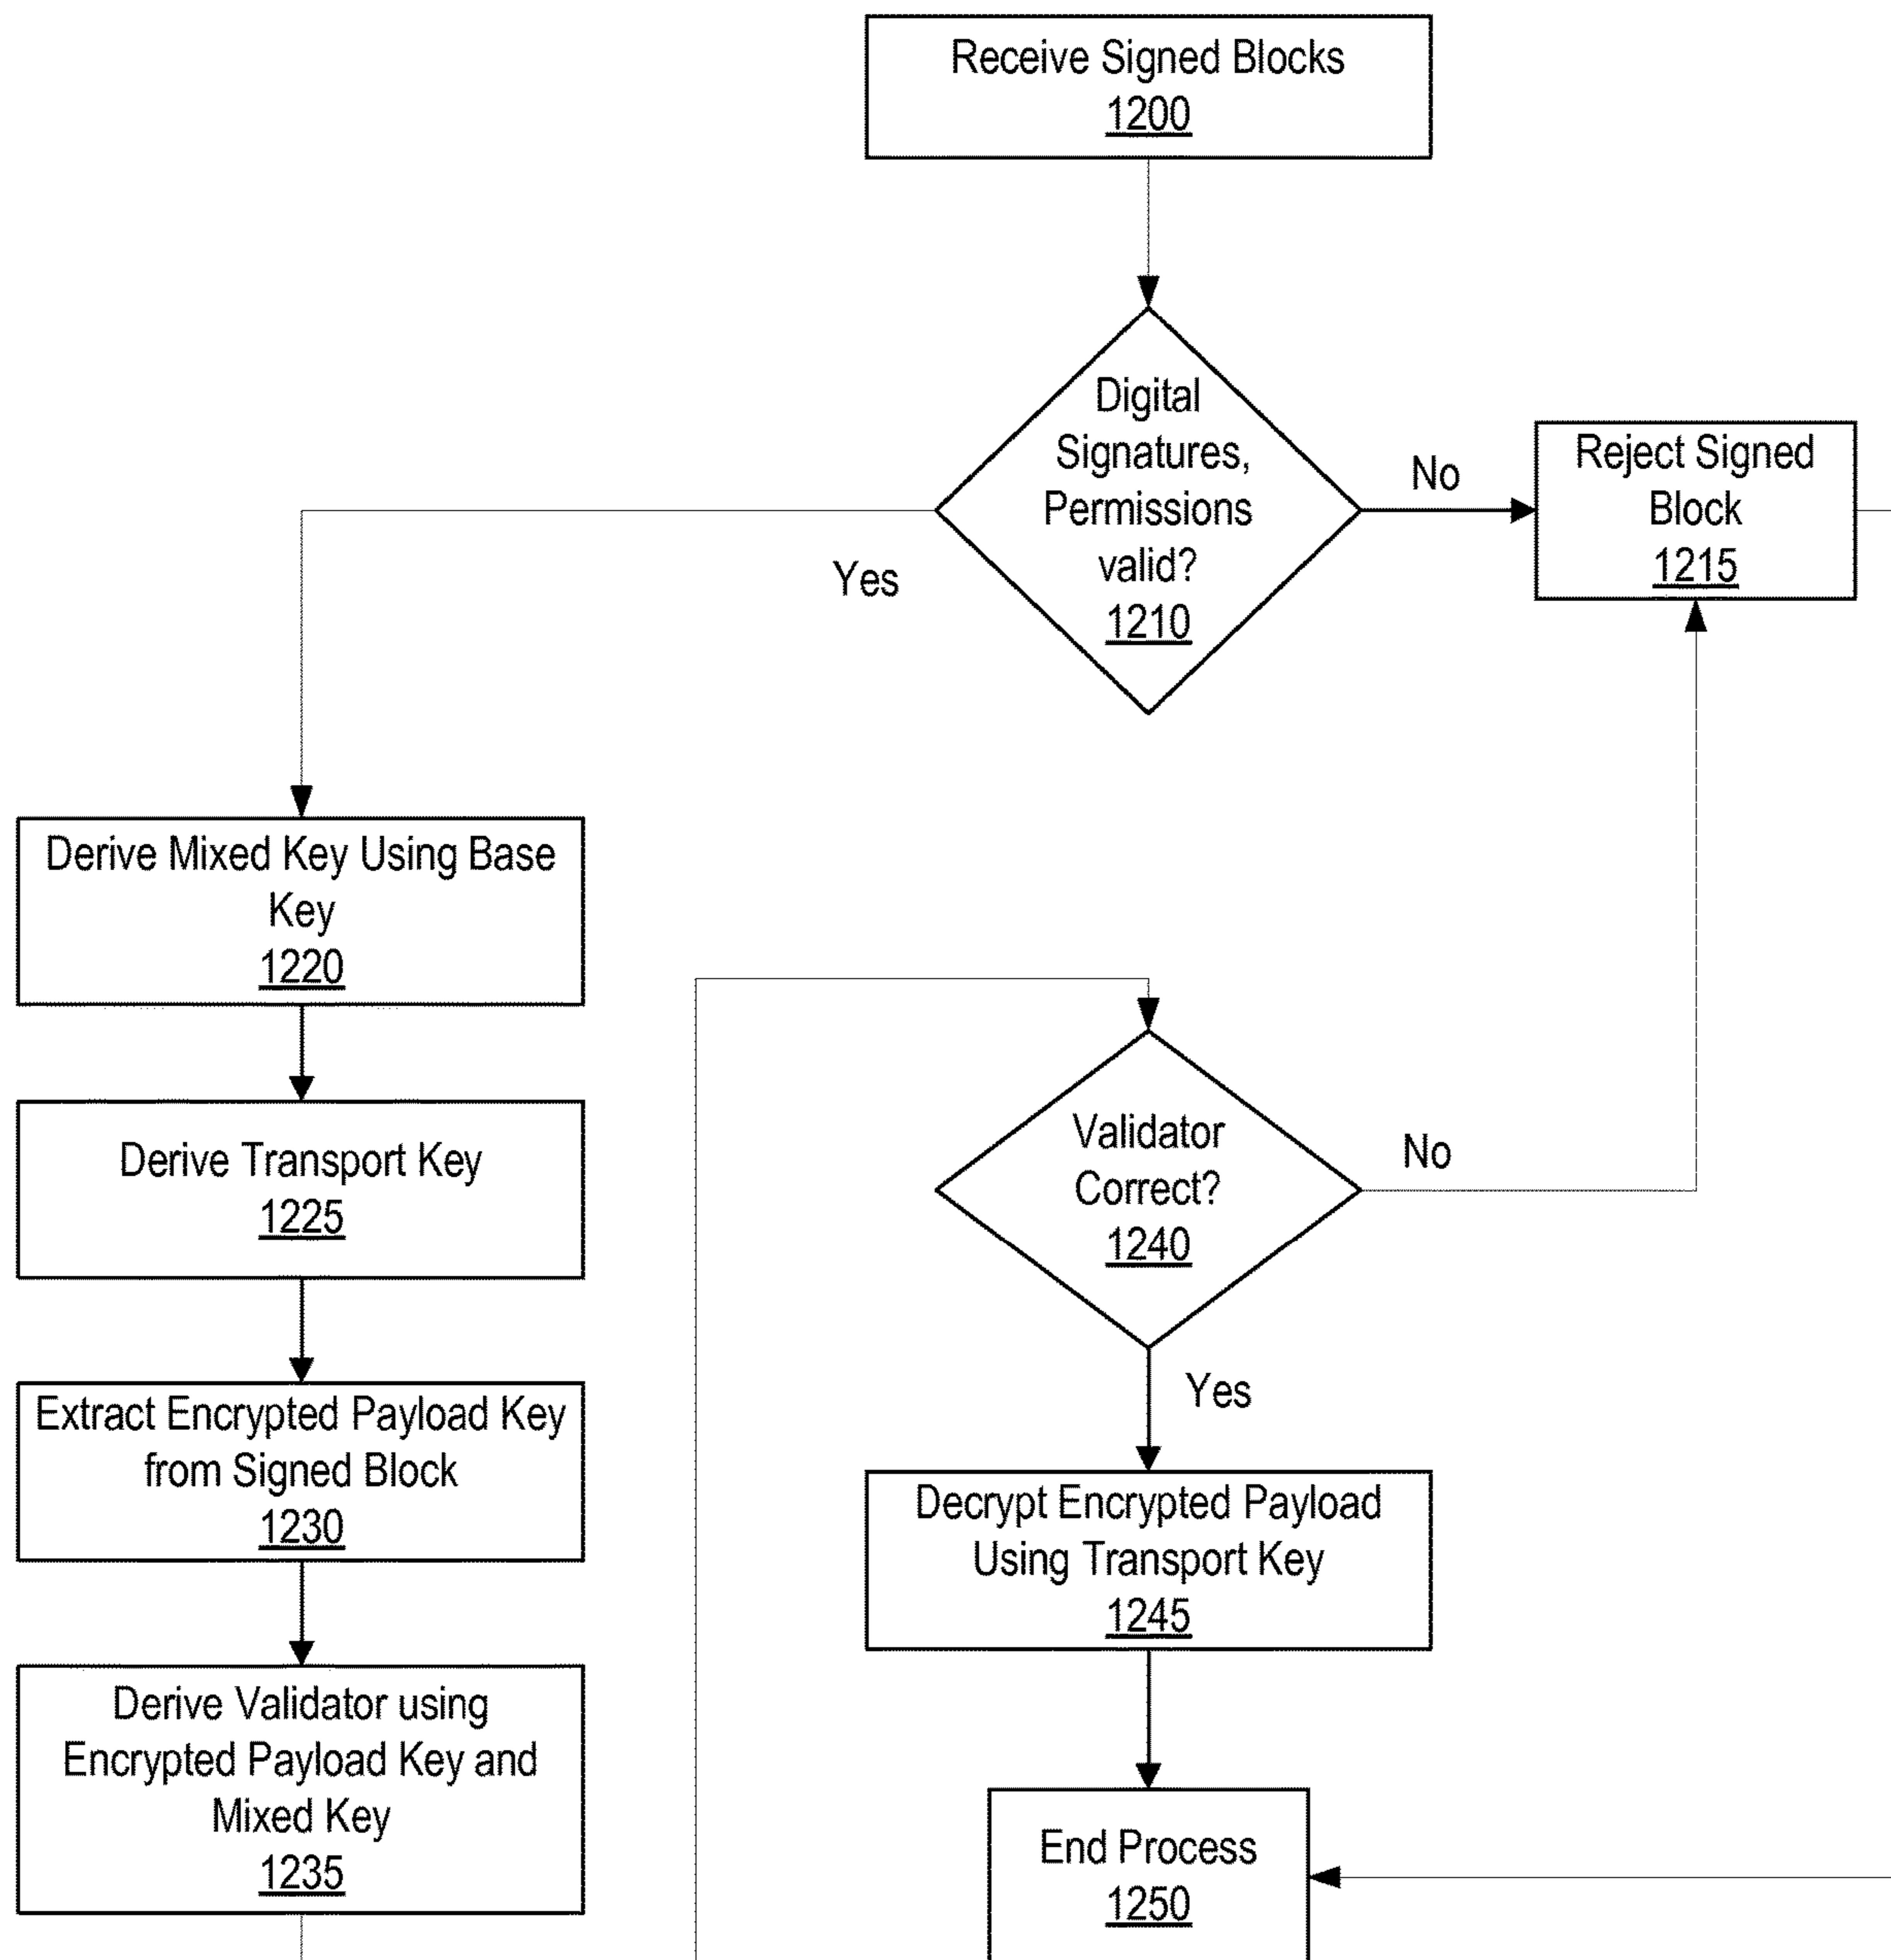 Receive Signed Blocks
1200
Digital
Signatures,
Permissions
valid?
1210
No
Reject Signed
Block
1215
Yes
Derive Mixed Key Using Base
Key
1220
Derive Transport Key
1225
Extract Encrypted Payload Key
from Signed Block
1230
Derive Validator using
Encrypted Payload Key and
Mixed Key
1235
Validator
Correct?
1240
No
Yes
Decrypt Encrypted Payload
Using Transport Key
1245
End Process
1250